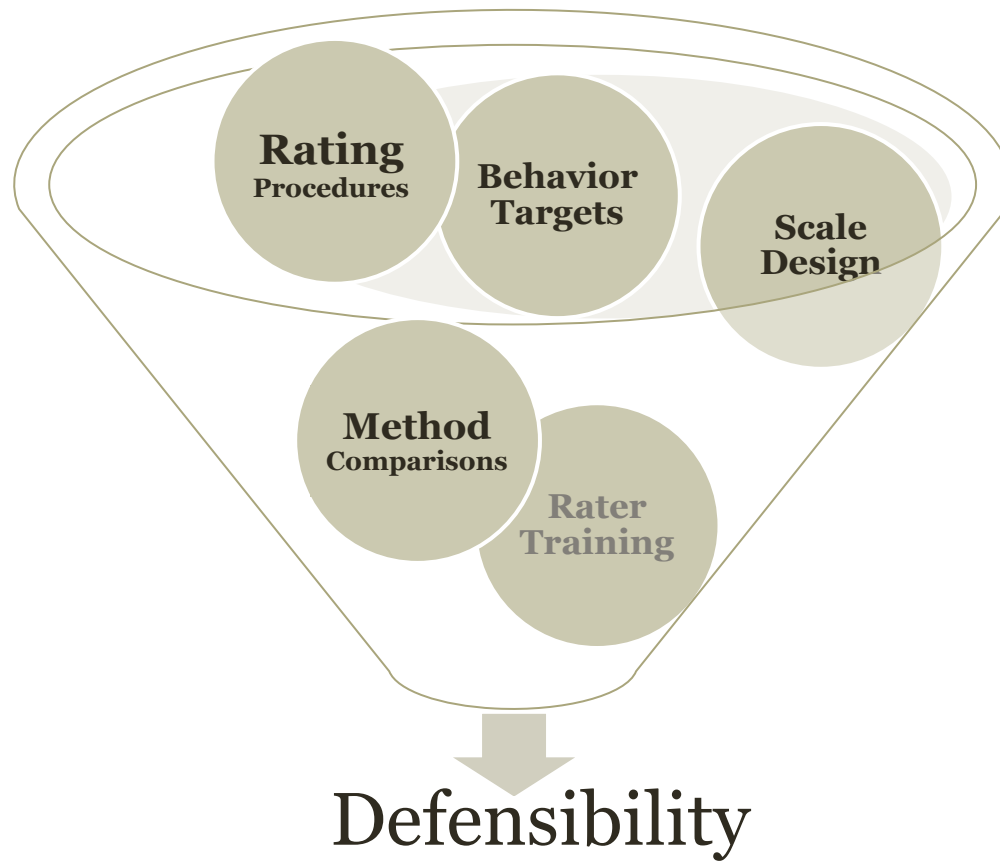 Rating
Procedures
Behavior
Targets
Scale
Design
Method
Comparisons
Rater
Training
Defensibility